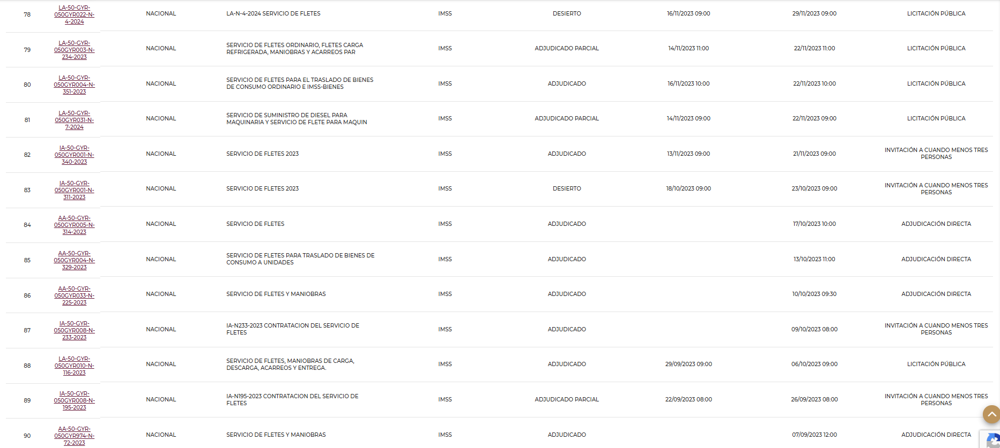 78
LA-50-GYR-
050GYR022-N-
4-2024
NACIONAL
LA-N-4-2024 SERVICIO DE FLETES
IMSS
DESIERTO
16/11/2023 09:00
29/11/2023 09:00
LICITACIÓN PÚBLICA
79
LA-50-GYR-
050GYR003-N-
234-2023
NACIONAL
SERVICIO DE FLETES ORDINARIO, FLETES CARGA
REFRIGERADA, MANIOBRAS Y ACARREOS PAR
IMSS
ADJUDICADO PARCIAL
14/11/2023 11:00
22/11/2023 11:00
LICITACIÓN PÚBLICA
80
LA-50-GYR-
050GYR004-N-
351-2023
NACIONAL
SERVICIO DE FLETES PARA EL TRASLADO DE BIENES
DE CONSUMO ORDINARIO E IMSS-BIENES
IMSS
ADJUDICADO
16/11/2023 10:00
22/11/2023 10:00
LICITACIÓN PÚBLICA
81
LA-50-GYR-
050GYR031-N-
7-2024
NACIONAL
SERVICIO DE SUMINISTRO DE DIESEL PARA
MAQUINARIA Y SERVICIO DE FLETE PARA MAQUIN
IMSS
ADJUDICADO PARCIAL
14/11/2023 09:00
22/11/2023 09:00
LICITACIÓN PÚBLICA
82
IA-50-GYR-
050GYR001-N-
340-2023
NACIONAL
SERVICIO DE FLETES 2023
IMSS
ADJUDICADO
13/11/2023 09:00
21/11/2023 09:00
INVITACIÓN A CUANDO MENOS TRES
PERSONAS
83
IA-50-GYR-
050GYR001-N-
311-2023
NACIONAL
SERVICIO DE FLETES 2023
IMSS
DESIERTO
18/10/2023 09:00
23/10/2023 09:00
INVITACIÓN A CUANDO MENOS TRES
PERSONAS
84
AA-50-GYR-
050GYR005-N-
314-2023
NACIONAL
SERVICIO DE FLETES
IMSS
ADJUDICADO
17/10/2023 10:00
ADJUDICACIÓN DIRECTA
85
AA-50-GYR-
050GYR004-N-
329-2023
NACIONAL
SERVICIO DE FLETES PARA TRASLADO DE BIENES DE
CONSUMO A UNIDADES
IMSS
ADJUDICADO
13/10/2023 11:00
ADJUDICACIÓN DIRECTA
86
AA-50-GYR-
050GYR033-N-
225-2023
NACIONAL
SERVICIO DE FLETES Y MANIOBRAS
IMSS
ADJUDICADO
10/10/2023 09:30
ADJUDICACIÓN DIRECTA
87
IA-50-GYR-
050GYR008-N-
233-2023
NACIONAL
IA-N233-2023 CONTRATACION DEL SERVICIO DE
FLETES
IMSS
ADJUDICADO
09/10/2023 08:00
INVITACIÓN A CUANDO MENOS TRES
PERSONAS
88
LA-50-GYR-
050GYR010-N-
116-2023
NACIONAL
SERVICIO DE FLETES, MANIOBRAS DE CARGA,
DESCARGA, ACARREOS Y ENTREGA.
IMSS
ADJUDICADO
29/09/2023 09:00
06/10/2023 09:00
LICITACIÓN PÚBLICA
89
IA-50-GYR-
050GYR008-N-
195-2023
NACIONAL
IA-N195-2023 CONTRATACION DEL SERVICIO DE
FLETES
IMSS
ADJUDICADO PARCIAL
22/09/2023 08:00
26/09/2023 08:00
INVITACIÓN A CUANDO MENOS TRES
PERSONAS
90
AA-50-GYR-
050GYR974-N-
72-2023
NACIONAL
SERVICIO DE FLETES Y MANIOBRAS
IMSS
ADJUDICADO
07/09/2023 12:00
ADJUDICACIÓN DIRECTA